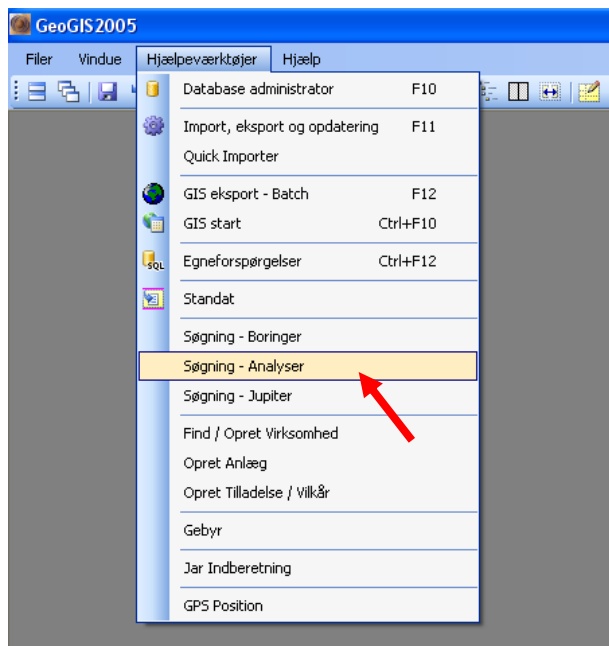 GeoGIS2005
Filer Vindue Hjælpeværktøjer Hjælp
Database administrator F10
Import, eksport og opdatering F11
Quick Importer
GIS eksport - Batch F12
GIS start Ctrl+F10
SQL Egneforspørgelser Ctrl+F12
Standat
Søgning - Boringer
Søgning - Analyser
Søgning - Jupiter
Find / Opret Virksomhed
Opret Anlæg
Opret Tilladelse / Vilkår
Gebyr
Jar Indberetning
GPS Position